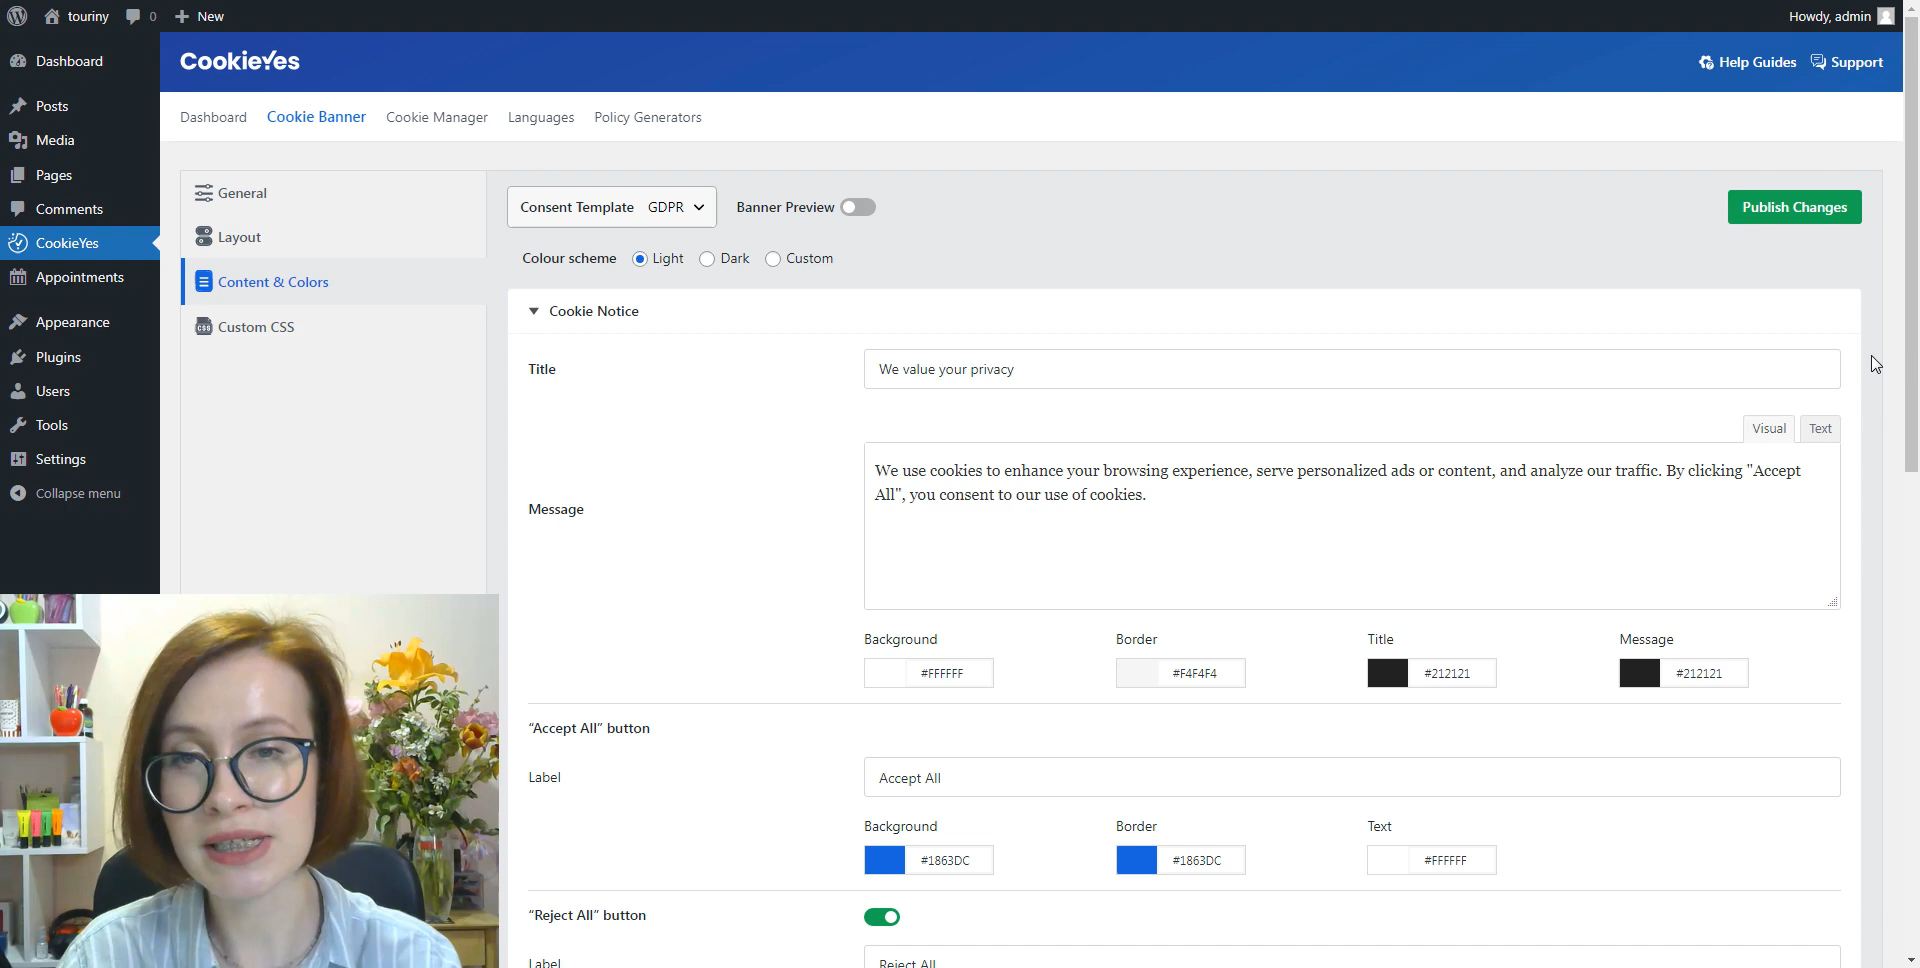 touriny
0
New
Howdy, admin
Dashboard
Posts
Media
Pages
Comments
CookieYes
Appointments
Appearance
Plugins
Users
Tools
Settings
Collapse menu
CookieYes
Help Guides
Support
Dashboard
Cookie Banner
Cookie Manager
Languages
Policy Generators
General
Layout
Content & Colors
CSS
Custom CSS
Consent Template GDPR
Banner Preview
Publish Changes
Colour scheme
Light
Dark
Custom
Cookie Notice
Title
We value your privacy
Visual
Text
Message
We use cookies to enhance your browsing experience, serve personalized ads or content, and analyze our traffic. By clicking "Accept
All", you consent to our use of cookies.
Background
Border
Title
Message
#FFFFFF
#F4F4F4
#212121
#212121
“Accept All” button
Label
Accept All
Background
Border
Text
#1863DC
#1863DC
#FFFFFF
“Reject All” button
Label
Reject All